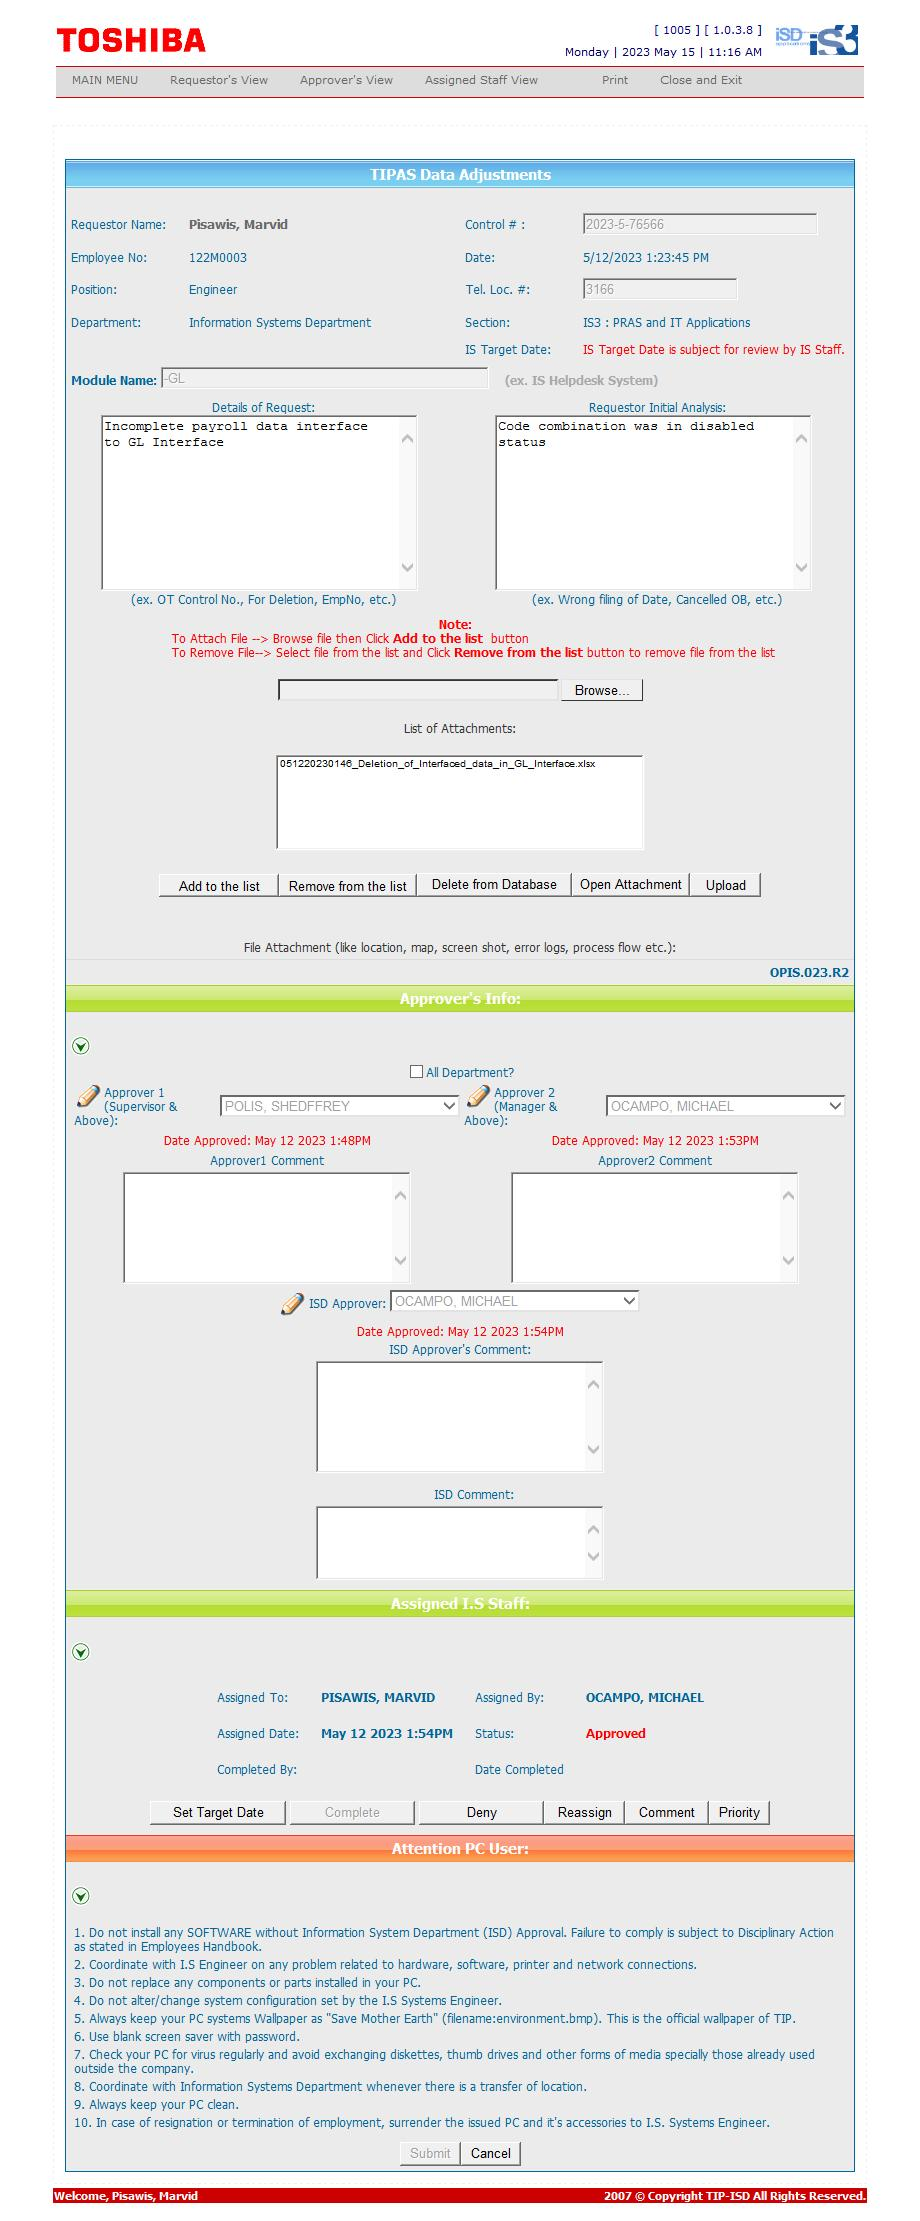 TOSHIBA
[ 1005 ] [ 1.0.3.8 ]
Monday | 2023 May 15 | 11:16 AM
ISD iS3
MAIN MENU Requestor's View Approver's View Assigned Staff View Print Close and Exit
TIPAS Data Adjustments
Requestor Name: Pisawis, Marvid Control # : 2023-5-76566
Employee No: 122M0003 Date: 5/12/2023 1:23:45 PM
Position: Engineer Tel. Loc. #: 3166
Department: Information Systems Department Section: IS3 : PRAS and IT Applications
IS Target Date: IS Target Date is subject for review by IS Staff.
Module Name: -GL (ex. IS Helpdesk System)
Details of Request: Requestor Initial Analysis:
Incomplete payroll data interface
to GL Interface
Code combination was in disabled
status
(ex. OT Control No., For Deletion, EmpNo, etc.) (ex. Wrong filing of Date, Cancelled OB, etc.)
Note:
To Attach File --> Browse file then Click Add to the list button
To Remove File--> Select file from the list and Click Remove from the list button to remove file from the list
Browse...
List of Attachments:
051220230146_Deletion_of_Interfaced_data_in_GL_Interface.xlsx
Add to the list Remove from the list Delete from Database Open Attachment Upload
File Attachment (like location, map, screen shot, error logs, process flow etc.):
OPIS.023.R2
Approver's Info:
All Department?
Approver 1
(Supervisor &
Above):
POLIS, SHEDFFREY
Approver 2
(Manager &
Above):
OCAMPO, MICHAEL
Date Approved: May 12 2023 1:48PM Date Approved: May 12 2023 1:53PM
Approver1 Comment Approver2 Comment
ISD Approver: OCAMPO, MICHAEL
Date Approved: May 12 2023 1:54PM
ISD Approver's Comment:
ISD Comment:
Assigned I.S Staff:
Assigned To: PISAWIS, MARVID Assigned By: OCAMPO, MICHAEL
Assigned Date: May 12 2023 1:54PM Status: Approved
Completed By: Date Completed
Set Target Date Complete Deny Reassign Comment Priority
Attention PC User:
1. Do not install any SOFTWARE without Information System Department (ISD) Approval. Failure to comply is subject to Disciplinary Action
as stated in Employees Handbook.
2. Coordinate with I.S Engineer on any problem related to hardware, software, printer and network connections.
3. Do not replace any components or parts installed in your PC.
4. Do not alter/change system configuration set by the I.S Systems Engineer.
5. Always keep your PC systems Wallpaper as "Save Mother Earth" (filename:environment.bmp). This is the official wallpaper of TIP.
6. Use blank screen saver with password.
7. Check your PC for virus regularly and avoid exchanging diskettes, thumb drives and other forms of media specially those already used
outside the company.
8. Coordinate with Information Systems Department whenever there is a transfer of location.
9. Always keep your PC clean.
10. In case of resignation or termination of employment, surrender the issued PC and it's accessories to I.S. Systems Engineer.
Submit Cancel
Welcome, Pisawis, Marvid 2007 © Copyright TIP-ISD All Rights Reserved.